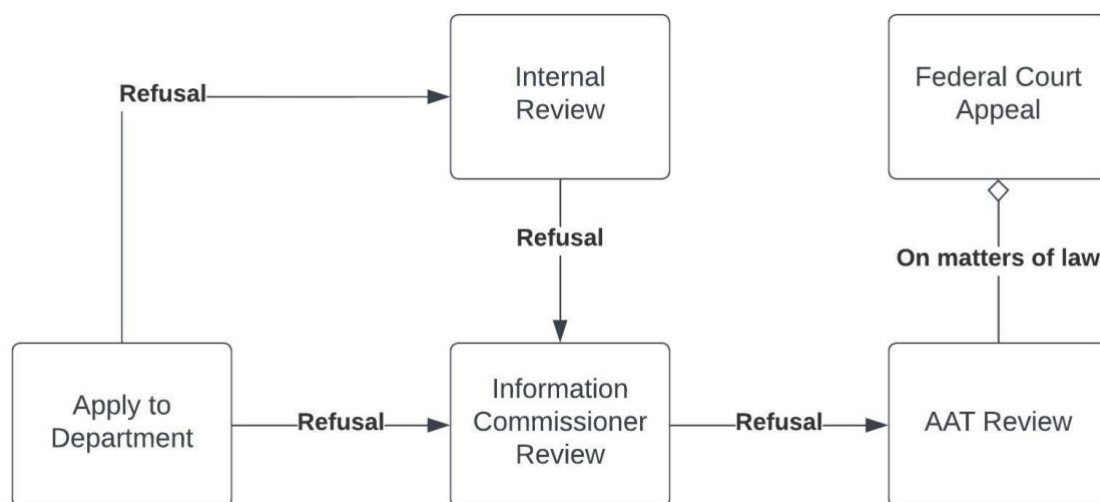 Refusal
Internal
Review
Federal Court
Appeal
Refusal
On matters of law
Apply to
Department
Refusal
Information
Commissioner
Review
Refusal
AAT Review